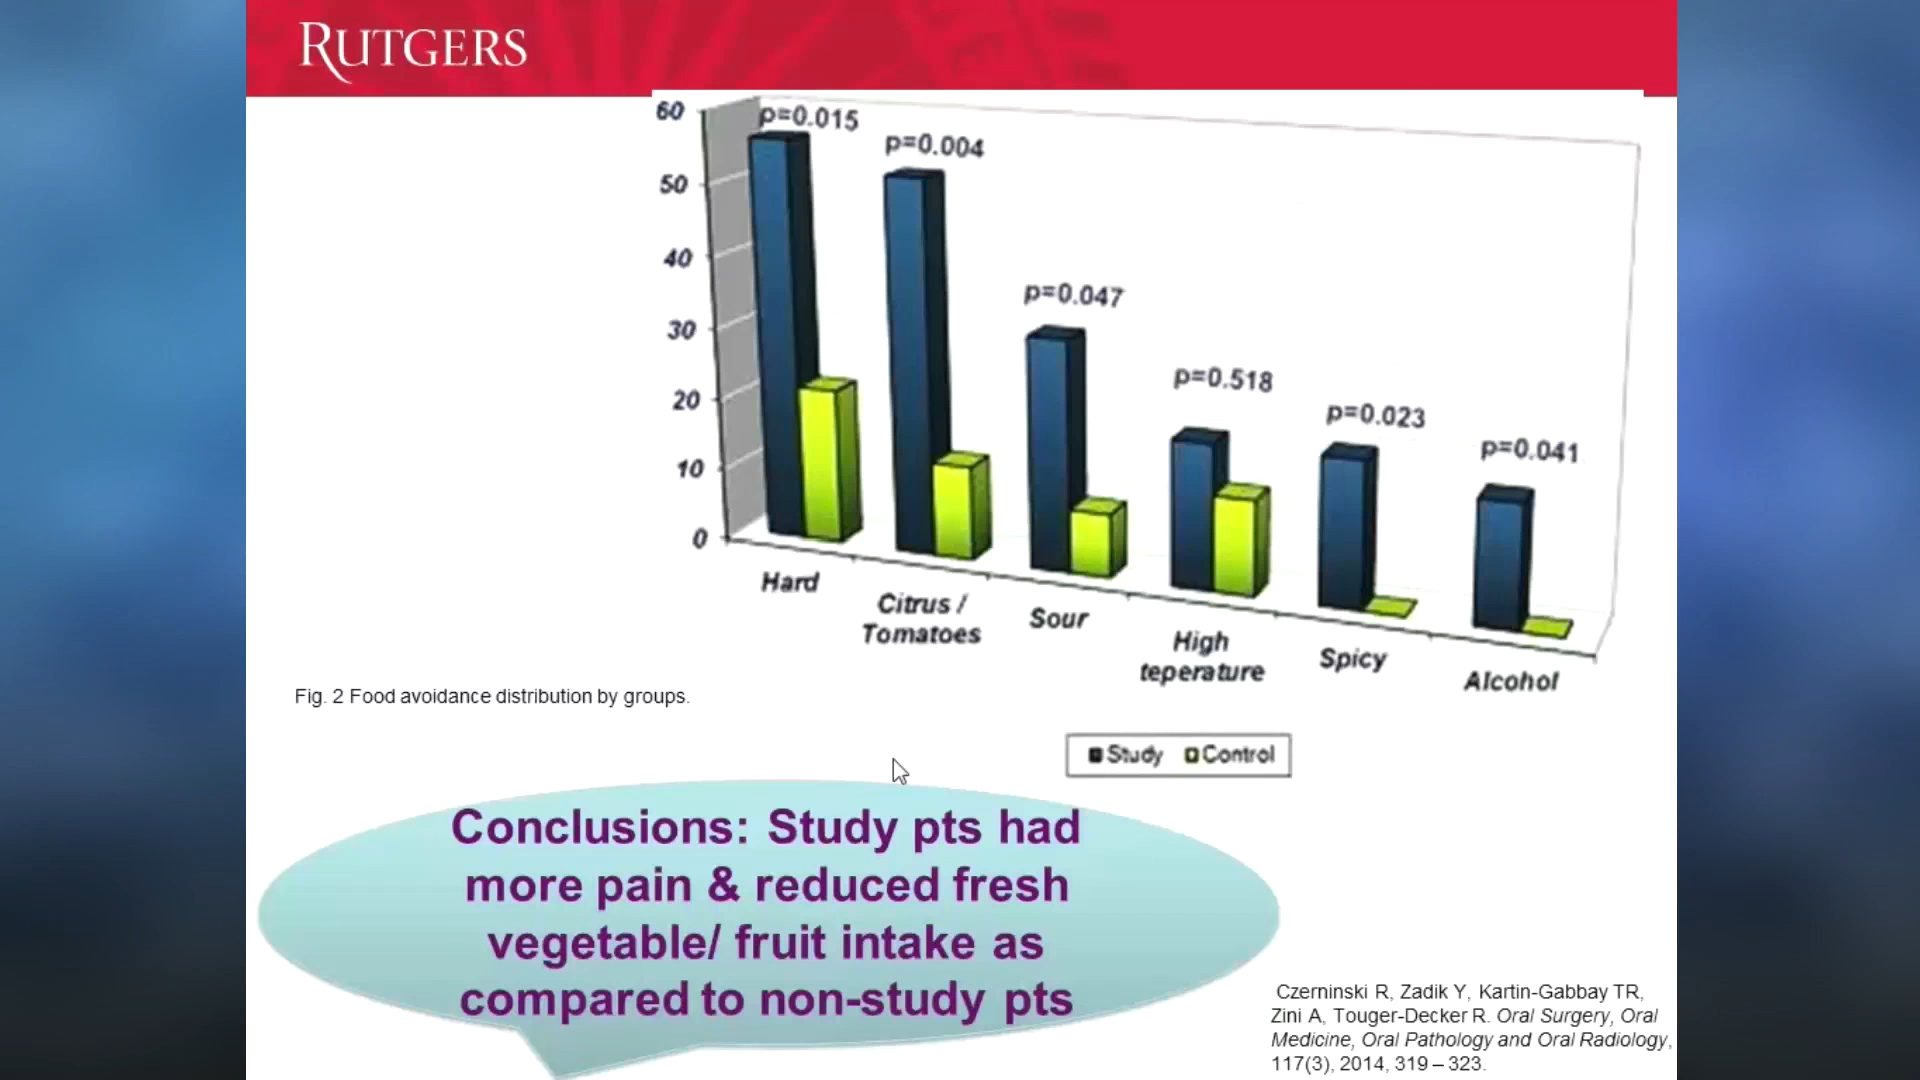 RUTGERS
60
p=0.015
p=0.004
50
40
p=0.047
30
p=0.518
20
p=0.023
p=0.041
10
0
Hard
Citrus /
Tomatoes
Sour
High
teperature
Spicy
Alcohol
Fig. 2 Food avoidance distribution by groups.
Study Control
Conclusions: Study pts had
more pain & reduced fresh
vegetable/ fruit intake as
compared to non-study pts
Czerninski R, Zadik Y, Kartin-Gabbay TR,
Zini A, Touger-Decker R. Oral Surgery, Oral
Medicine, Oral Pathology and Oral Radiology,
117(3), 2014, 319 – 323.